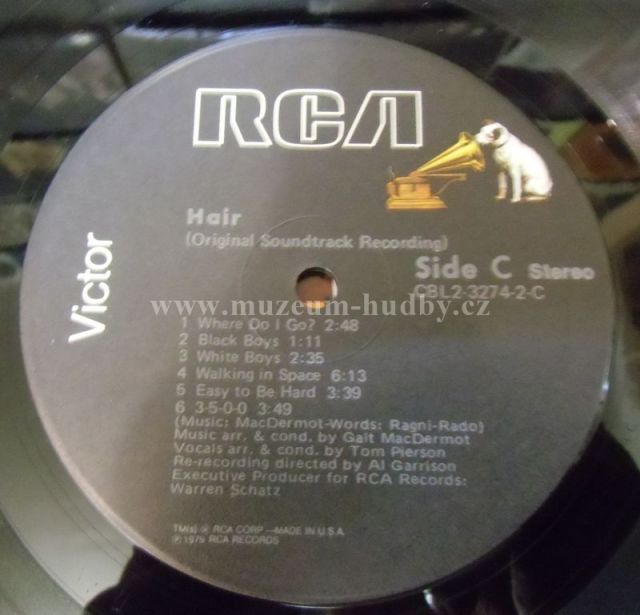 RCA
Victor
Hair
(Original Soundtrack Recording)
Side C Stereo
CBL2-3274-2-C
www.muzeum-hudby.cz
1 Where Do I Go? 2:48
2 Black Boys 1:11
3 White Boys 2:35
4 Walking in Space 6:13
5 Easy to Be Hard 3:39
6 3-5-0-0 3:49
(Music: MacDermot-Words: Ragni-Rado)
Music arr. & cond. by Galt MacDermot
Vocals arr. & cond. by Tom Pierson
Re-recording directed by Al Garrison
Executive Producer for RCA Records:
Warren Schatz
TM(s) ® RCA CORP.—MADE IN U.S.A.
℗ 1979 RCA RECORDS